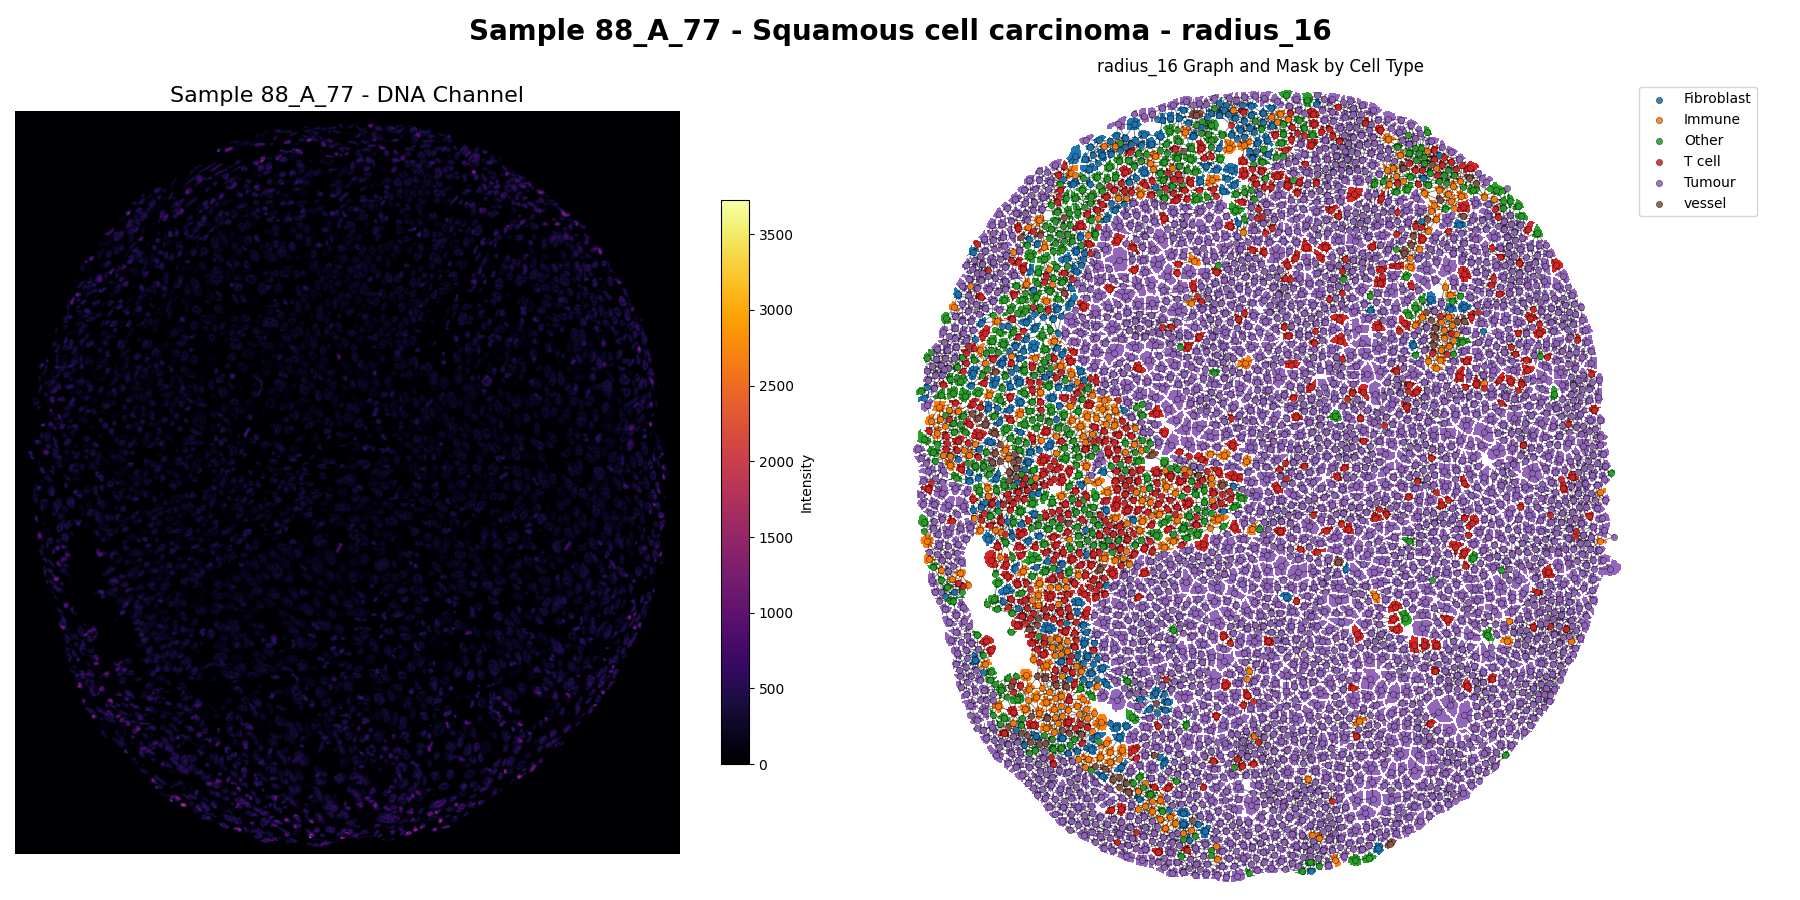 Sample 88_A_77 - Squamous cell carcinoma - radius_16
Sample 88_A_77 - DNA Channel
radius_16 Graph and Mask by Cell Type
Fibroblast
Immune
Other
T cell
Tumour
vessel
3500
3000
2500
2000
1500
1000
500
0
Intensity